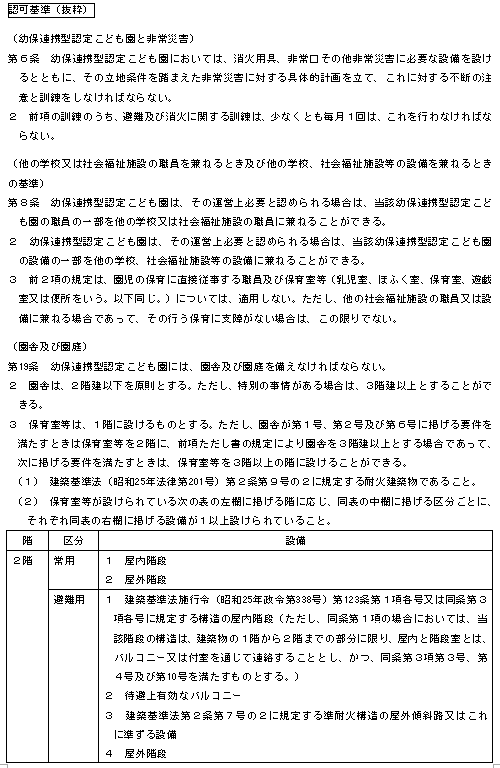 認可基準（抜粋）
（幼保連携型認定こども園と非常災害）
第６条　幼保連携型認定こども園においては、消火用具、非常口その他非常災害に必要な設備を設け
るとともに、その立地条件を踏まえた非常災害に対する具体的計画を立て、これに対する不断の注
意と訓練をしなければならない。
２　前項の訓練のうち、避難及び消火に関する訓練は、少なくとも毎月１回は、これを行わなければな
らない。
（他の学校又は社会福祉施設の職員を兼ねるとき及び他の学校、社会福祉施設等の設備を兼ねるとき
の基準）
第８条　幼保連携型認定こども園は、その運営上必要と認められる場合は、当該幼保連携型認定こど
も園の職員の一部を他の学校又は社会福祉施設の職員に兼ねることができる。
２　幼保連携型認定こども園は、その運営上必要と認められる場合は、当該幼保連携型認定こども園
の設備の一部を他の学校、社会福祉施設等の設備に兼ねることができる。
３　前２項の規定は、園児の保育に直接従事する職員及び保育室等（乳児室、ほふく室、保育室、遊戯
室又は便所をいう。以下同じ。）については、適用しない。ただし、他の社会福祉施設の職員又は設
備に兼ねる場合であって、その行う保育に支障がない場合は、この限りでない。
（園舎及び園庭）
第19条　幼保連携型認定こども園には、園舎及び園庭を備えなければならない。
２　園舎は、２階建以下を原則とする。ただし、特別の事情がある場合は、３階建以上とすることがで
きる。
３　保育室等は、１階に設けるものとする。ただし、園舎が第１号、第２号及び第６号に掲げる要件を
満たすときは保育室等を２階に、前項ただし書の規定により園舎を３階建以上とする場合であって、
次に掲げる要件を満たすときは、保育室等を３階以上の階に設けることができる。
（１）　建築基準法（昭和25年法律第201号）第２条第９号の２に規定する耐火建築物であること。
（２）　保育室等が設けられている次の表の左欄に掲げる階に応じ、同表の中欄に掲げる区分ごとに、
それぞれ同表の右欄に掲げる設備が１以上設けられていること。
階　区分　設備
２階　常用　１　屋内階段
２　屋外階段
避難用　１　建築基準法施行令（昭和25年政令第338号）第123条第１項各号又は同条第３
項各号に規定する構造の屋内階段（ただし、同条第１項の場合においては、当
該階段の構造は、建築物の１階から２階までの部分に限り、屋内と階段室とは、
バルコニー又は付室を通じて連絡することとし、かつ、同条第３項第３号、第
４号及び第10号を満たすものとする。）
２　待避上有効なバルコニー
３　建築基準法第２条第７号の２に規定する準耐火構造の屋外傾斜路又はこれ
に準ずる設備
４　屋外階段